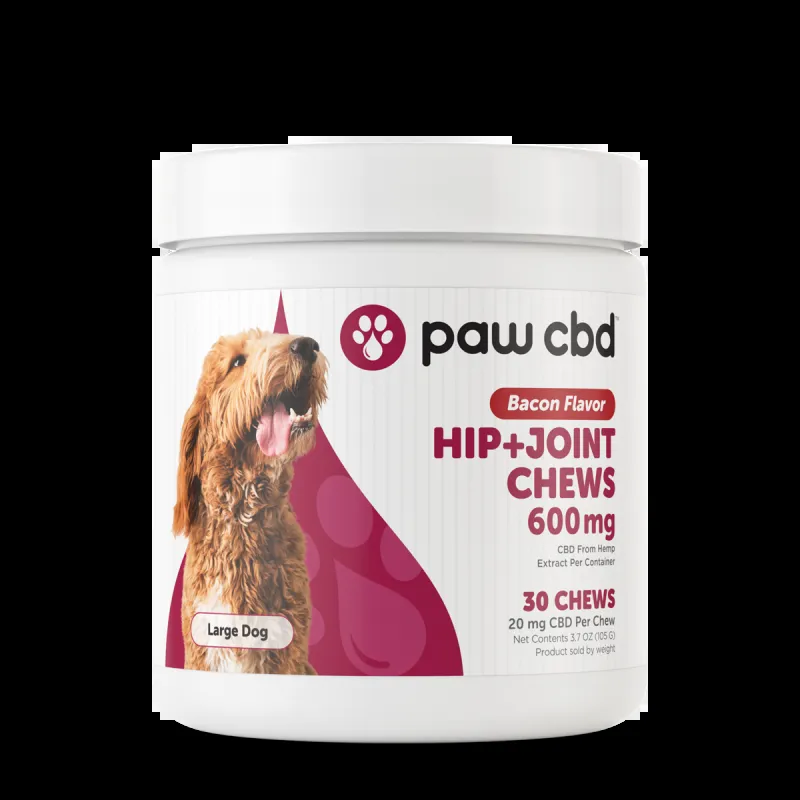 paw cbd™
Bacon Flavor
HIP+JOINT
CHEWS
600mg
CBD From Hemp
Extract Per Container
30 CHEWS
20 mg CBD Per Chew
Net Contents 3.7 OZ (105 G)
Product sold by weight
Large Dog